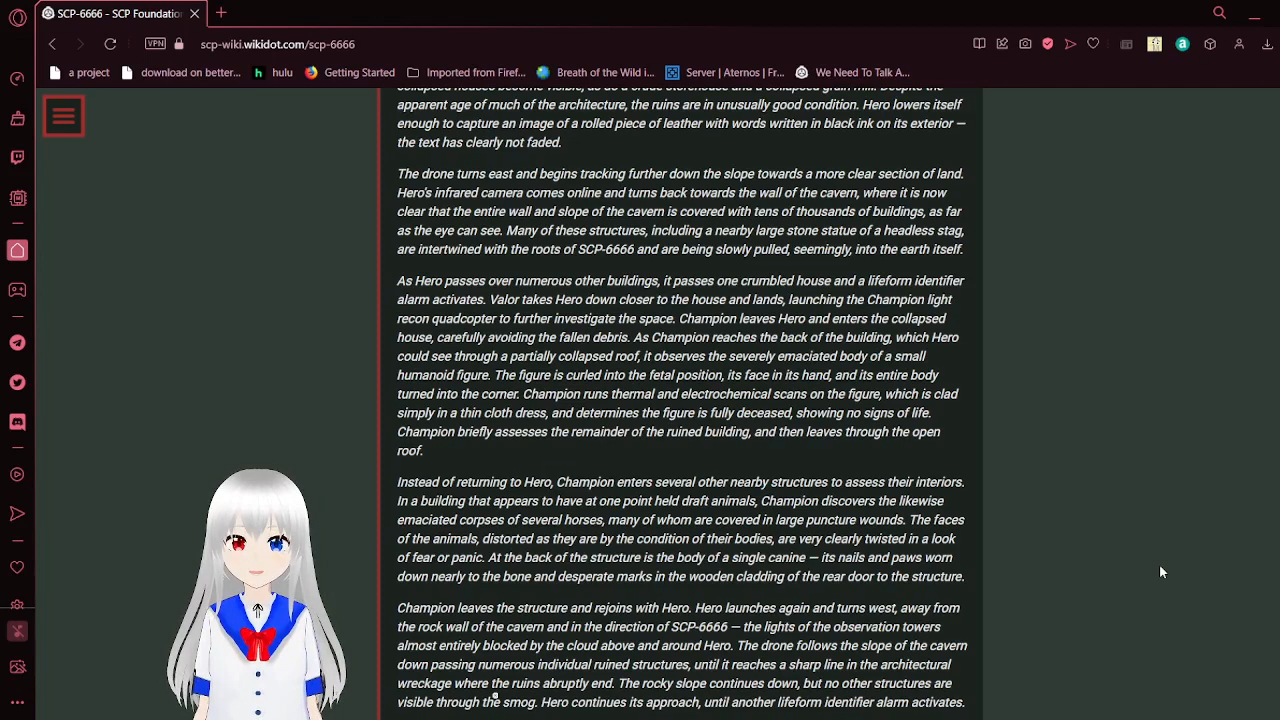 SCP-6666 - SCP Foundation
scp-wiki.wikidot.com/scp-6666
VPN
a project
download on better...
hulu
Getting Started
Imported from Firef...
Breath of the Wild i...
Server | Aternos | Fr...
We Need To Talk A...
apparent age of much of the architecture, the ruins are in unusually good condition. Hero lowers itself
enough to capture an image of a rolled piece of leather with words written in black ink on its exterior —
the text has clearly not faded.
The drone turns east and begins tracking further down the slope towards a more clear section of land.
Hero's infrared camera comes online and turns back towards the wall of the cavern, where it is now
clear that the entire wall and slope of the cavern is covered with tens of thousands of buildings, as far
as the eye can see. Many of these structures, including a nearby large stone statue of a headless stag,
are intertwined with the roots of SCP-6666 and are being slowly pulled, seemingly, into the earth itself.
As Hero passes over numerous other buildings, it passes one crumbled house and a lifeform identifier
alarm activates. Valor takes Hero down closer to the house and lands, launching the Champion light
recon quadcopter to further investigate the space. Champion leaves Hero and enters the collapsed
house, carefully avoiding the fallen debris. As Champion reaches the back of the building, which Hero
could see through a partially collapsed roof, it observes the severely emaciated body of a small
humanoid figure. The figure is curled into the fetal position, its face in its hand, and its entire body
turned into the corner. Champion runs thermal and electrochemical scans on the figure, which is clad
simply in a thin cloth dress, and determines the figure is fully deceased, showing no signs of life.
Champion briefly assesses the remainder of the ruined building, and then leaves through the open
roof.
Instead of returning to Hero, Champion enters several other nearby structures to assess their interiors.
In a building that appears to have at one point held draft animals, Champion discovers the likewise
emaciated corpses of several horses, many of whom are covered in large puncture wounds. The faces
of the animals, distorted as they are by the condition of their bodies, are very clearly twisted in a look
of fear or panic. At the back of the structure is the body of a single canine — its nails and paws worn
down nearly to the bone and desperate marks in the wooden cladding of the rear door to the structure.
Champion leaves the structure and rejoins with Hero. Hero launches again and turns west, away from
the rock wall of the cavern and in the direction of SCP-6666 — the lights of the observation towers
almost entirely blocked by the cloud above and around Hero. The drone follows the slope of the cavern
down passing numerous individual ruined structures, until it reaches a sharp line in the architectural
wreckage where the ruins abruptly end. The rocky slope continues down, but no other structures are
visible through the smog. Hero continues its approach, until another lifeform identifier alarm activates.